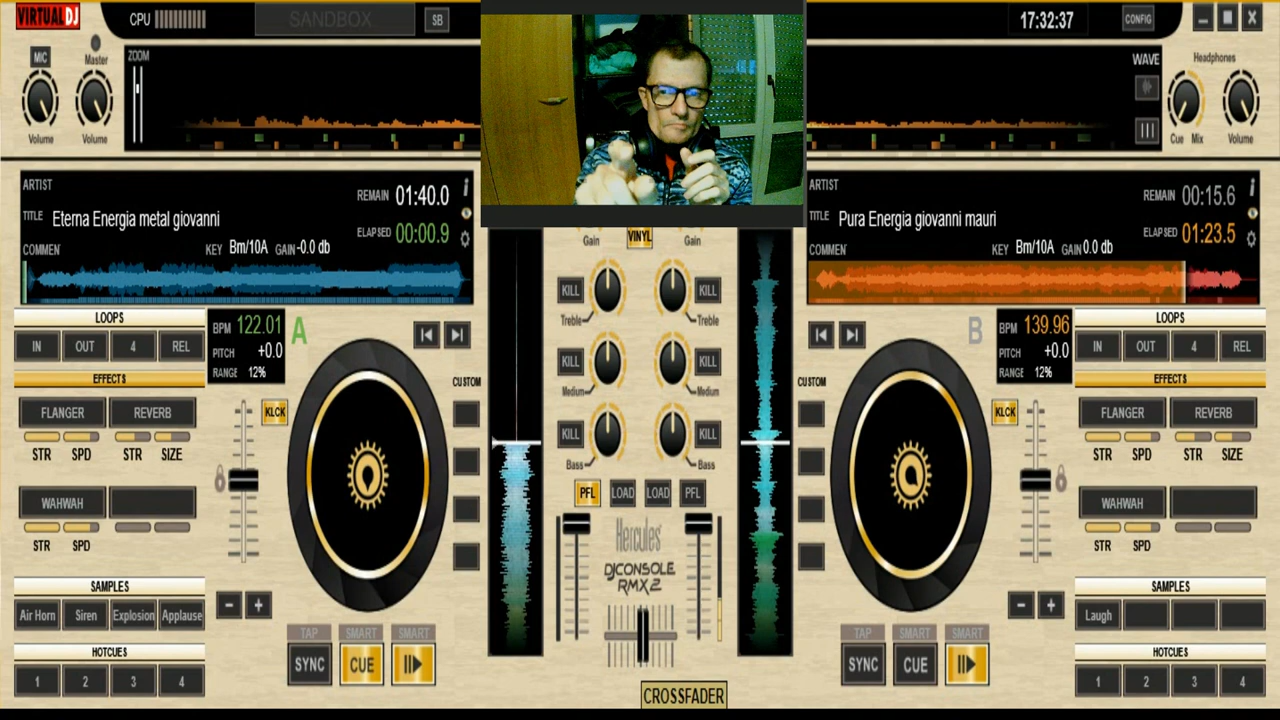 VIRTUAL DJ
CPU
SANDBOX
SB
17:32:37
CONFIG
MIC
Master
Volume
Volume
ZOOM
WAVE
Headphones
Cue
Mix
Volume
ARTIST
REMAIN 01:40.0
TITLE Eterna Energia metal giovanni
ELAPSED 00:00.9
COMMEN
KEY Bm/10A GAIN -0.0 db
ARTIST
REMAIN 00:15.6
TITLE Pura Energia giovanni mauri
ELAPSED 01:23.5
COMMEN
KEY Bm/10A GAIN 0.0 db
Gain
VINYL
Gain
KILL
KILL
Treble
Treble
KILL
KILL
Medium
Medium
KILL
KILL
Bass
Bass
PFL
LOAD
LOAD
PFL
Hercules
DJCONSOLE
RMX2
CROSSFADER
LOOPS
IN
OUT
4
REL
BPM 122.01
PITCH +0.0
RANGE 12%
A
EFFECTS
FLANGER
REVERB
STR
SPD
STR
SIZE
KLCK
CUSTOM
WAHWAH
STR
SPD
SAMPLES
Air Horn
Siren
Explosion
Applause
HOTCUES
1
2
3
4
-
+
TAP
SMART
SMART
SYNC
CUE
B
BPM 139.96
PITCH +0.0
RANGE 12%
LOOPS
IN
OUT
4
REL
EFFECTS
CUSTOM
KLCK
FLANGER
REVERB
STR
SPD
STR
SIZE
WAHWAH
STR
SPD
SAMPLES
Laugh
HOTCUES
1
2
3
4
-
+
TAP
SMART
SMART
SYNC
CUE